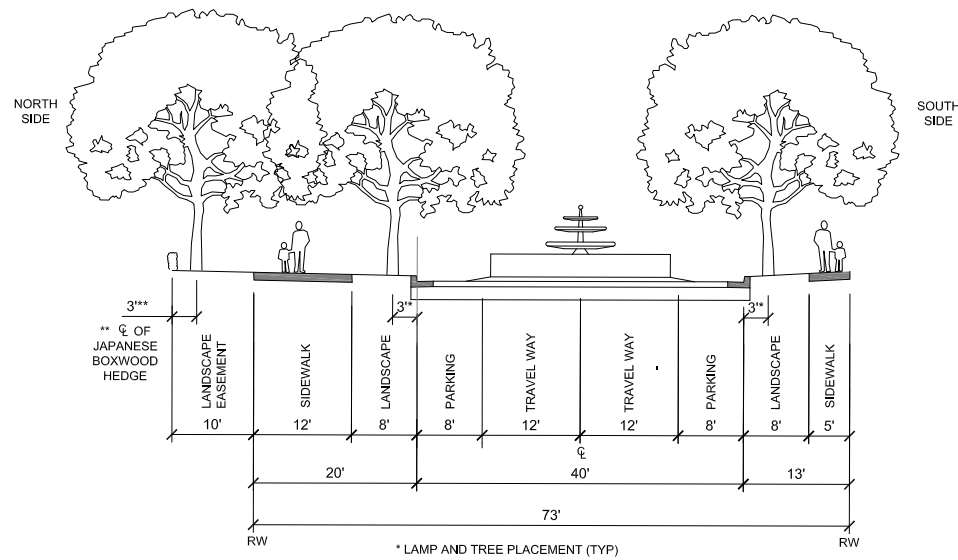 NORTH
SIDE
SOUTH
SIDE
3'**
** ℄ OF
JAPANESE
BOXWOOD
HEDGE
3'*
3'*
LANDSCAPE
EASEMENT
SIDEWALK
LANDSCAPE
PARKING
TRAVEL WAY
TRAVEL WAY
PARKING
LANDSCAPE
SIDEWALK
10'
12'
8'
8'
12'
12'
8'
8'
5'
℄
20'
40'
13'
73'
RW
RW
* LAMP AND TREE PLACEMENT (TYP)